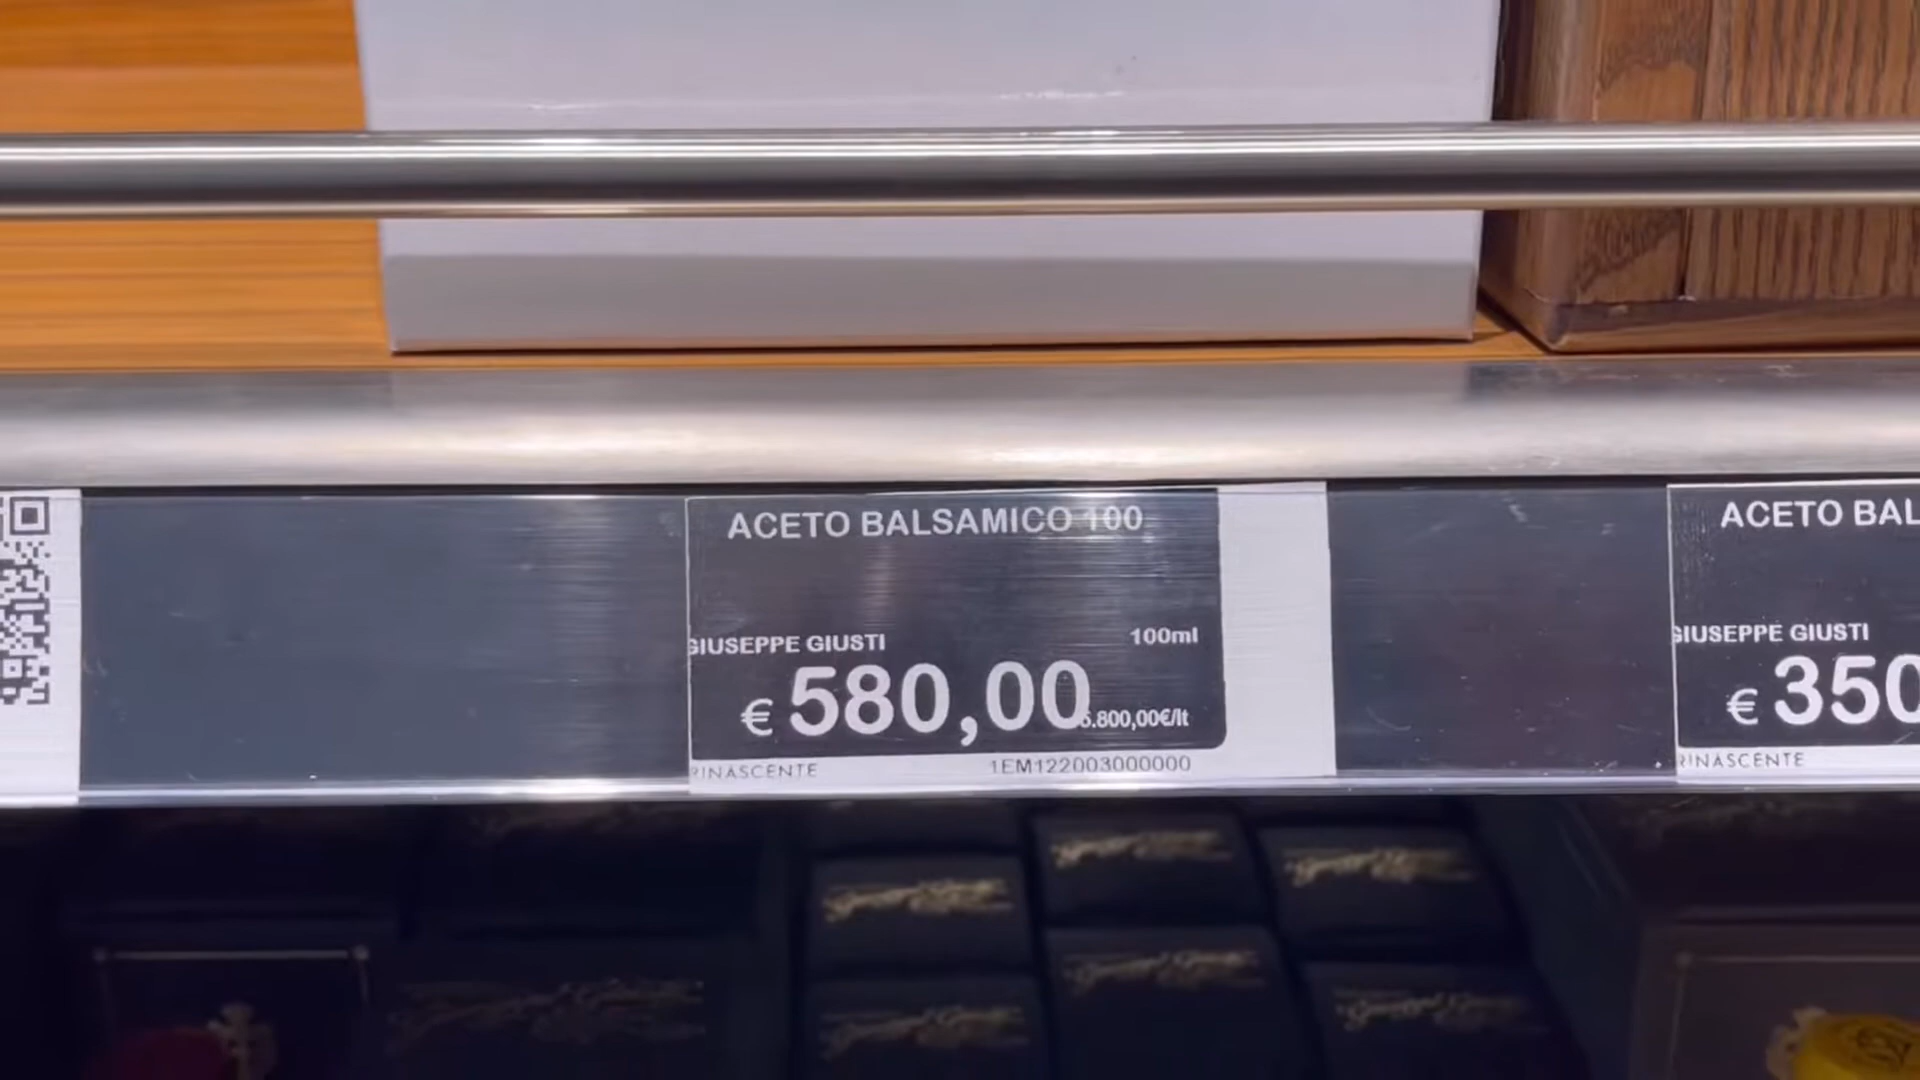 ACETO BALSAMICO 100
GIUSEPPE GIUSTI
100ml
€ 580,00
5.800,00€/lt
RINASCENTE
1EM122003000000
ACETO BAL
GIUSEPPE GIUSTI
€ 350
RINASCENTE